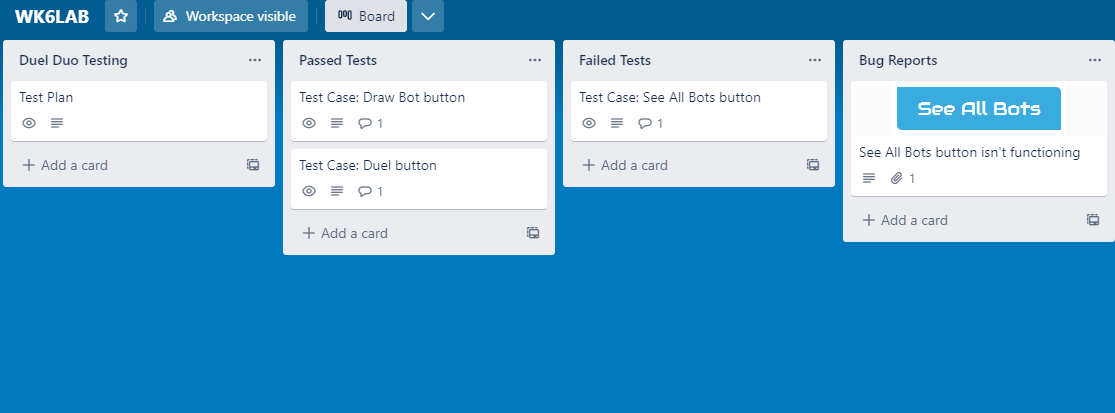 WK6LAB
Workspace visible
Board
Duel Duo Testing
Test Plan
Add a card
Passed Tests
Test Case: Draw Bot button
1
Test Case: Duel button
1
Add a card
Failed Tests
Test Case: See All Bots button
1
Add a card
Bug Reports
See All Bots
See All Bots button isn't functioning
1
Add a card